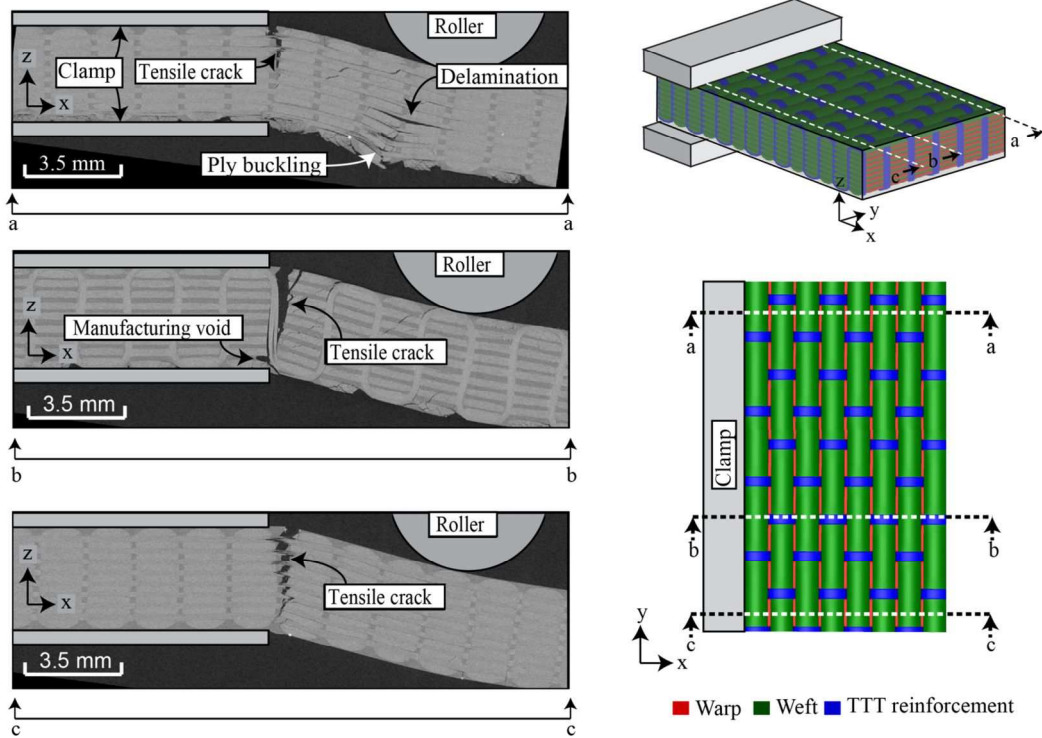 Roller
z
Clamp
Tensile crack
Delamination
x
Ply buckling
3.5 mm
a
a
Roller
z
Manufacturing void
x
Tensile crack
3.5 mm
b
b
Roller
z
x
Tensile crack
3.5 mm
c
c
a
b
c
z
y
x
Clamp
a
a
b
b
c
c
y
x
Warp Weft TTT reinforcement